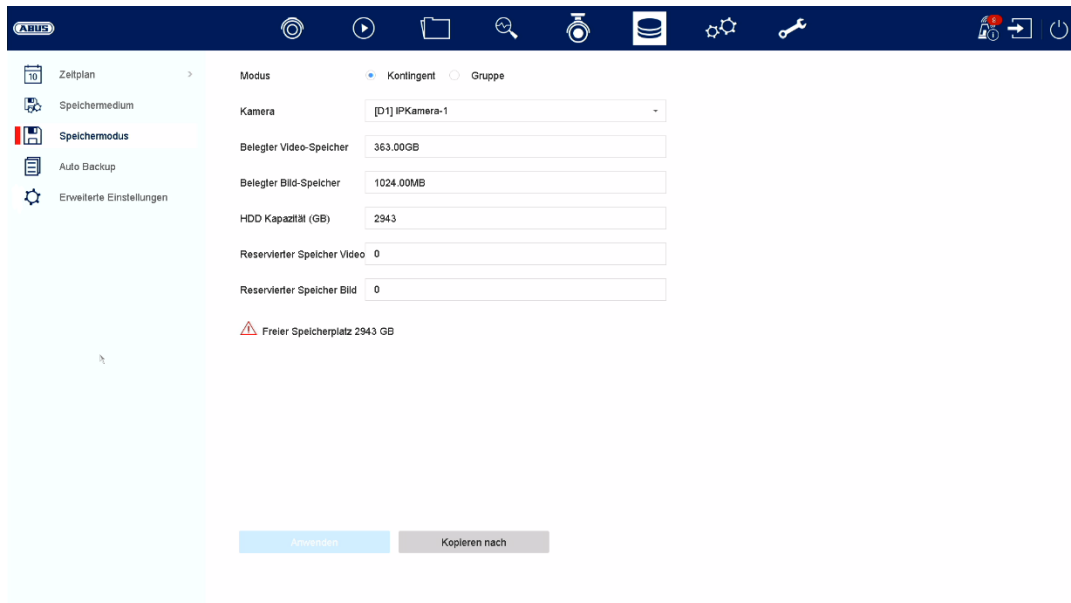 ABUS
8
10 Zeitplan
Speichermedium
Speichermodus
Auto Backup
Erweiterte Einstellungen
Modus Kontingent Gruppe
Kamera [D1] IPKamera-1
Belegter Video-Speicher 363.00GB
Belegter Bild-Speicher 1024.00MB
HDD Kapazität (GB) 2943
Reservierter Speicher Video 0
Reservierter Speicher Bild 0
Freier Speicherplatz 2943 GB
Anwenden Kopieren nach